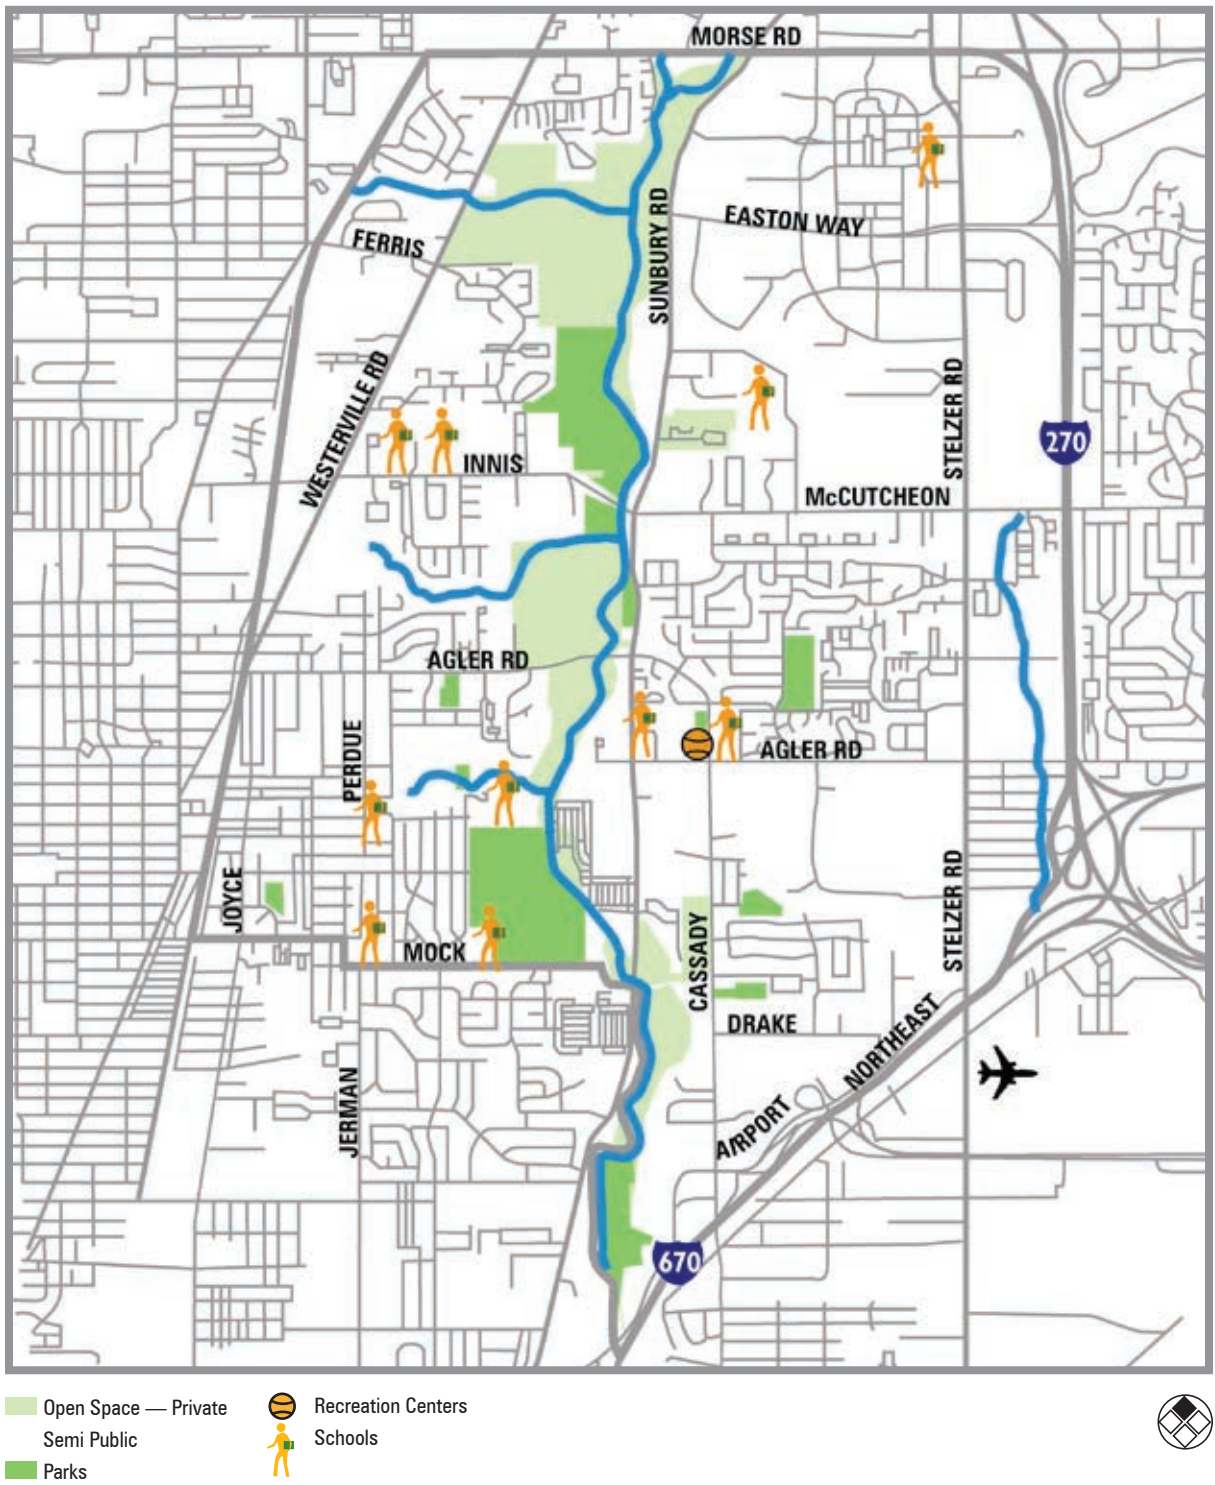 MORSE RD
SUNBURY RD
EASTON WAY
FERRIS
WESTERVILLE RD
STELZER RD
270
INNIS
McCUTCHEON
AGLER RD
PERDUE
AGLER RD
JOYCE
STELZER RD
MOCK
CASSADY
DRAKE
NORTHEAST
JERMAN
AIRPORT
670
Open Space — Private
Semi Public
Parks
Recreation Centers
Schools